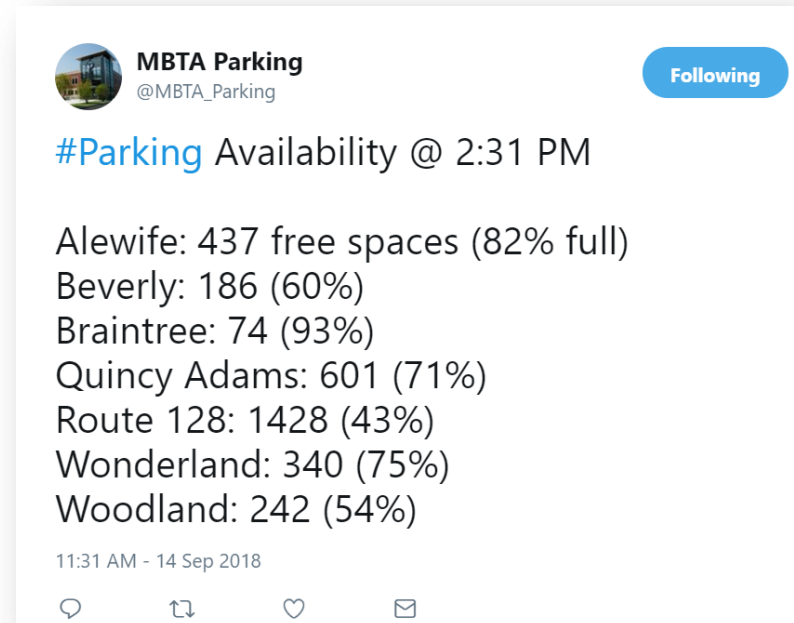 MBTA Parking
@MBTA_Parking
Following
#Parking Availability @ 2:31 PM
Alewife: 437 free spaces (82% full)
Beverly: 186 (60%)
Braintree: 74 (93%)
Quincy Adams: 601 (71%)
Route 128: 1428 (43%)
Wonderland: 340 (75%)
Woodland: 242 (54%)
11:31 AM - 14 Sep 2018